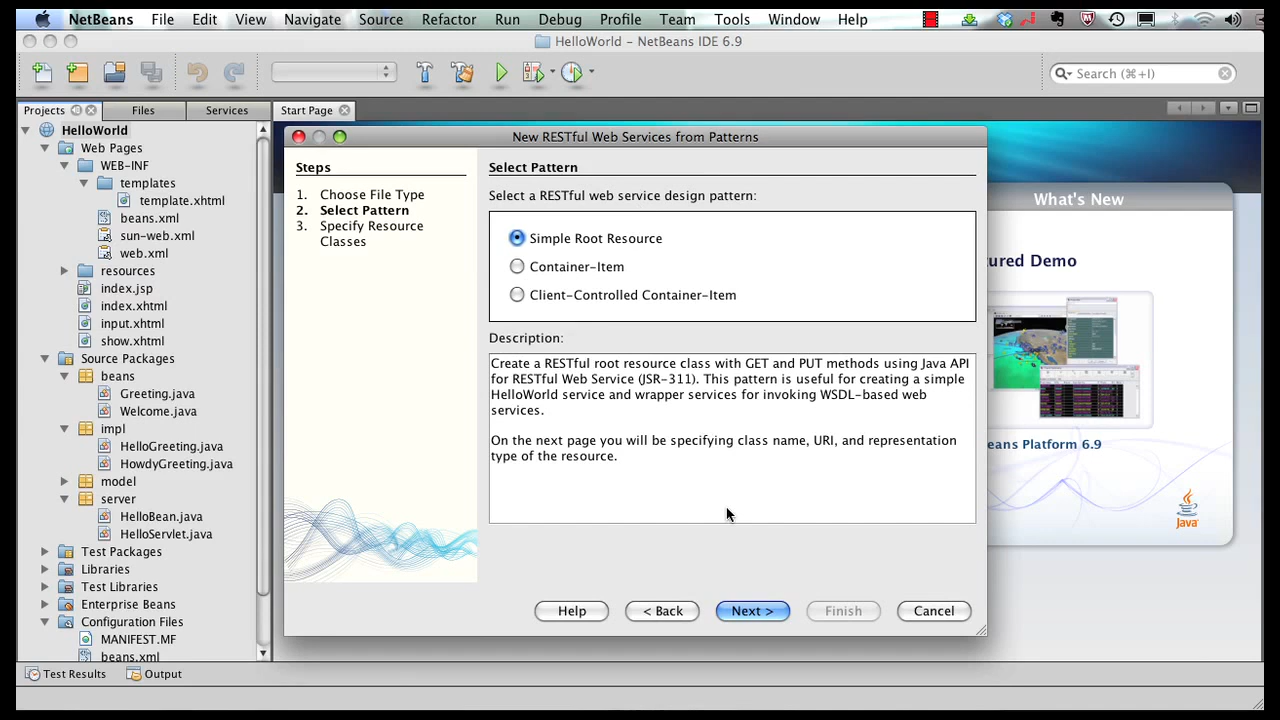 NetBeans File Edit View Navigate Source Refactor Run Debug Profile Team Tools Window Help
HelloWorld – NetBeans IDE 6.9
Search (⌘+I)
Projects Files Services Start Page
HelloWorld
Web Pages
WEB-INF
templates
template.xhtml
beans.xml
sun-web.xml
web.xml
resources
index.jsp
index.xhtml
input.xhtml
show.xhtml
Source Packages
beans
Greeting.java
Welcome.java
impl
HelloGreeting.java
HowdyGreeting.java
model
server
HelloBean.java
HelloServlet.java
Test Packages
Libraries
Test Libraries
Enterprise Beans
Configuration Files
MANIFEST.MF
beans.xml
New RESTful Web Services from Patterns
Steps
1. Choose File Type
2. Select Pattern
3. Specify Resource
Classes
Select Pattern
Select a RESTful web service design pattern:
Simple Root Resource
Container-Item
Client-Controlled Container-Item
Description:
Create a RESTful root resource class with GET and PUT methods using Java API
for RESTful Web Service (JSR-311). This pattern is useful for creating a simple
HelloWorld service and wrapper services for invoking WSDL-based web
services.
On the next page you will be specifying class name, URI, and representation
type of the resource.
Help < Back Next > Finish Cancel
What's New
ured Demo
eans Platform 6.9
Java
Test Results Output